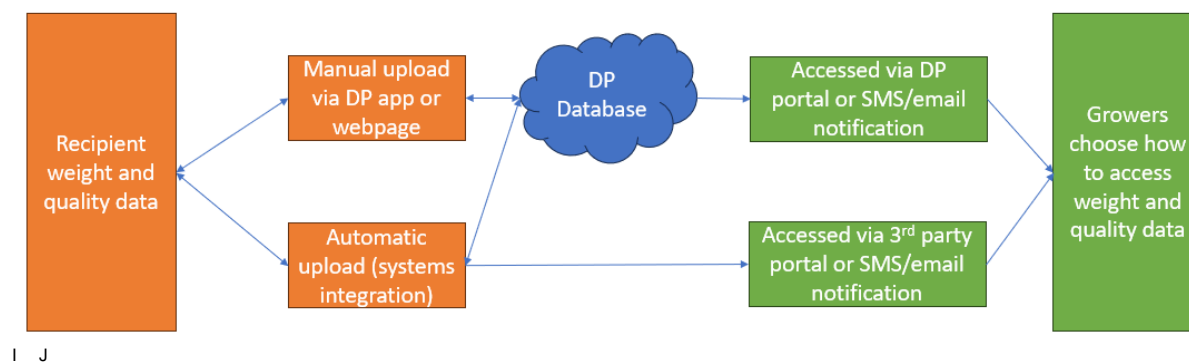 Recipient
weight and
quality data
Manual upload
via DP app or
webpage
Automatic
upload (systems
integration)
DP
Database
Accessed via DP
portal or SMS/email
notification
Accessed via 3rd party
portal or SMS/email
notification
Growers
choose how
to access
weight and
quality data
I J